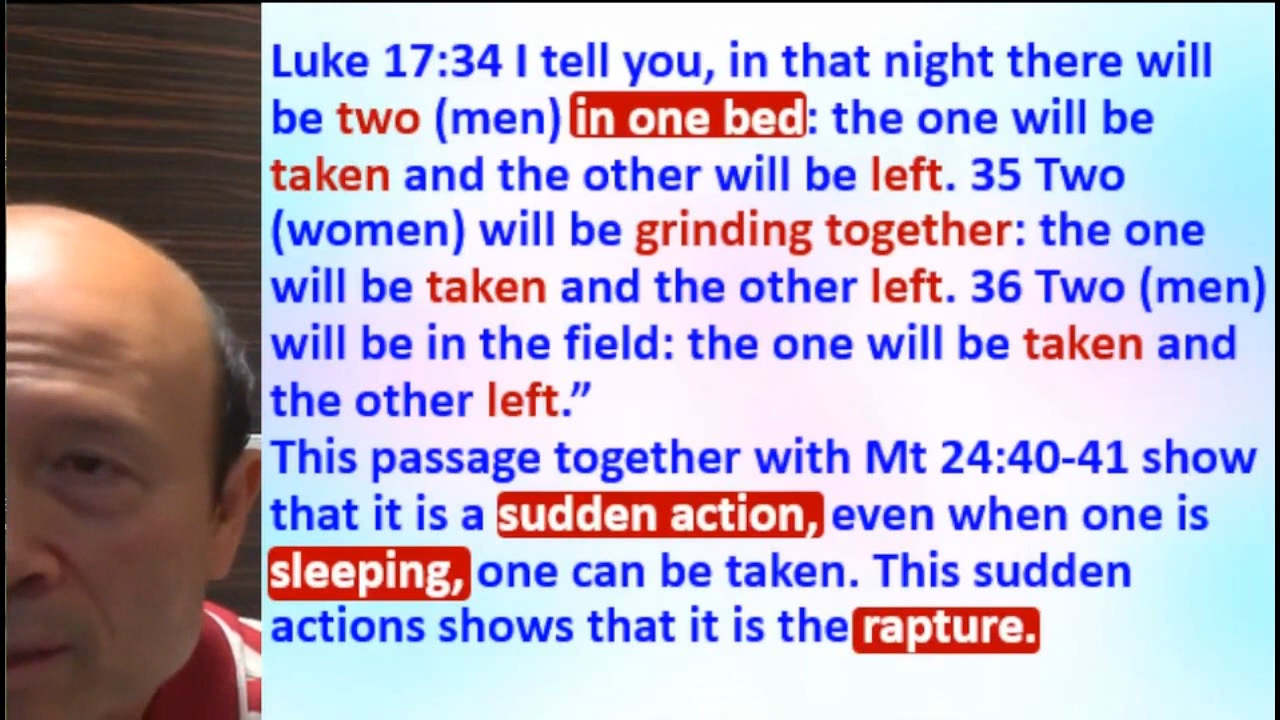 Luke 17:34 I tell you, in that night there will
be two (men) in one bed: the one will be
taken and the other will be left. 35 Two
(women) will be grinding together: the one
will be taken and the other left. 36 Two (men)
will be in the field: the one will be taken and
the other left.”
This passage together with Mt 24:40-41 show
that it is a sudden action, even when one is
sleeping, one can be taken. This sudden
actions shows that it is the rapture.